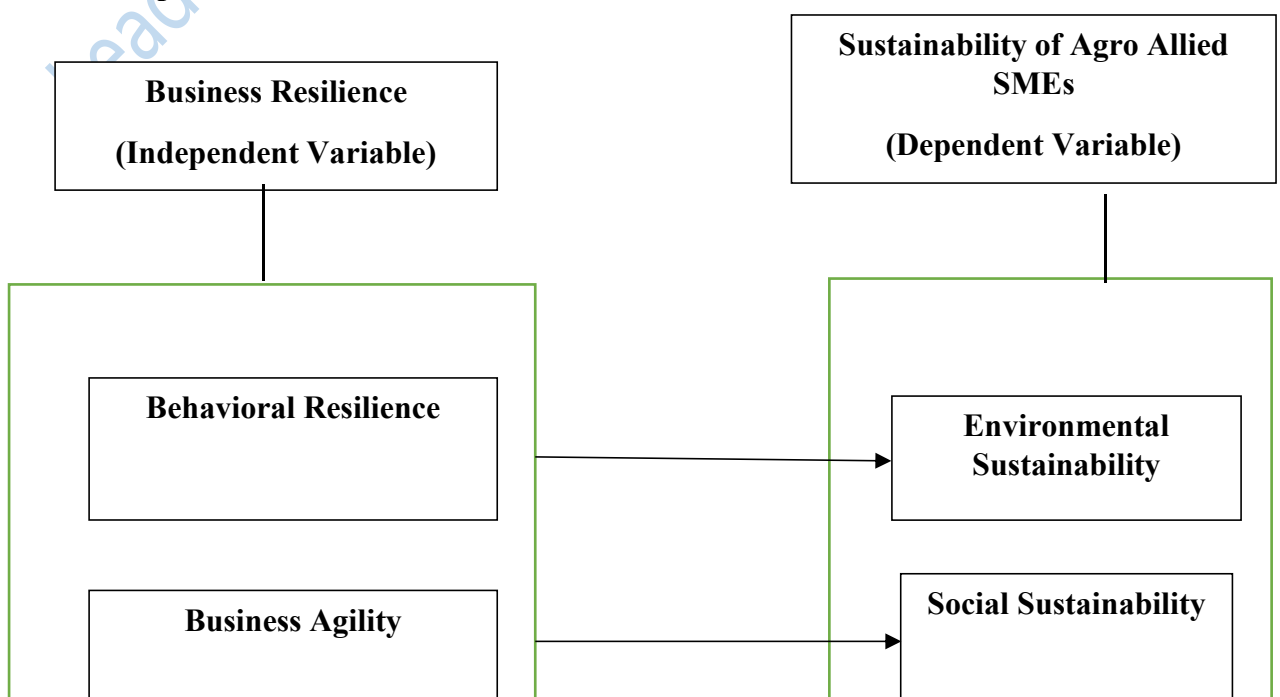 Business Resilience
(Independent Variable)
Sustainability of Agro Allied
SMEs
(Dependent Variable)
Behavioral Resilience
Environmental
Sustainability
Business Agility
Social Sustainability